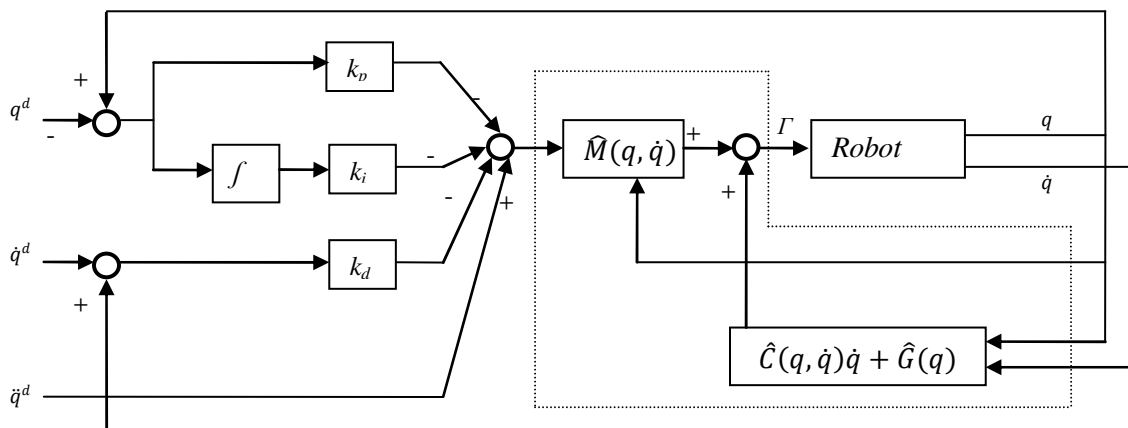 +
k_p
-
q^d
-
-
+
M̂(q, q̇)
+
Γ
Robot
q
q̇
∫
k_i
-
+
q̇^d
+
k_d
+
Ĉ(q, q̇)q̇ + Ĝ(q)
q̈^d